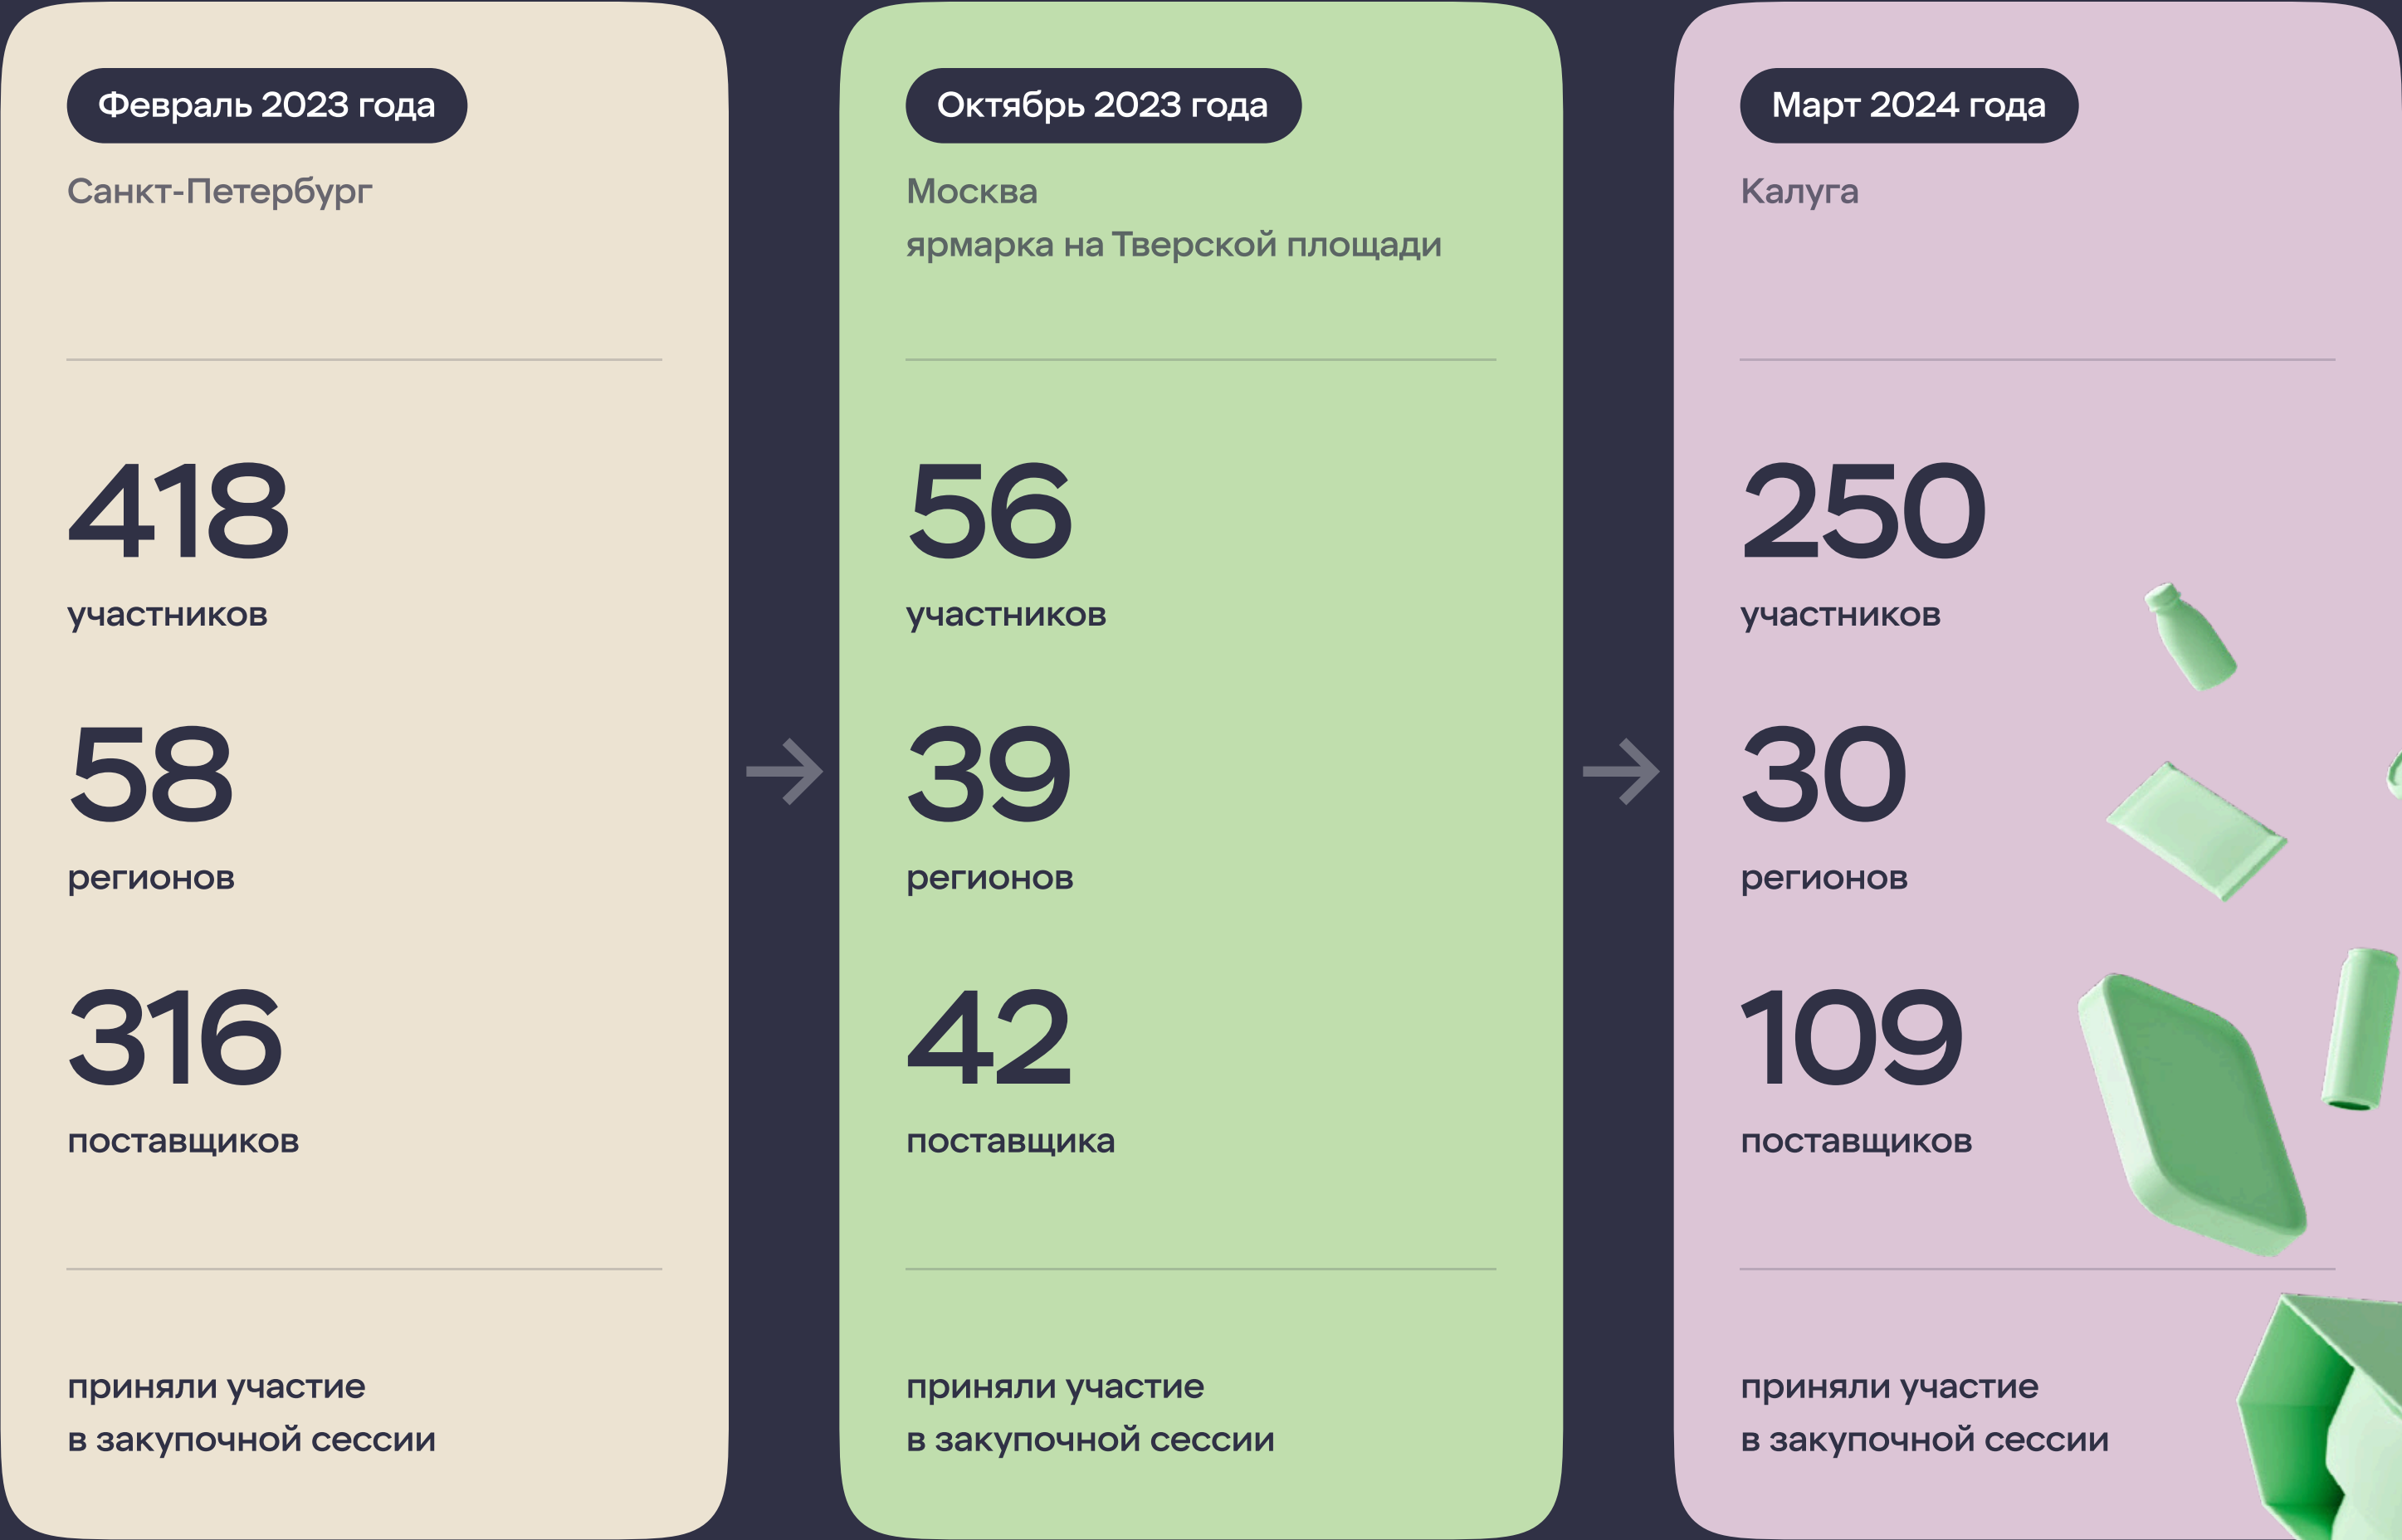 Февраль 2023 года
Санкт-Петербург
418
участников
58
регионов
316
поставщиков
приняли участие
в закупочной сессии
Октябрь 2023 года
Москва
ярмарка на Тверской площади
56
участников
39
регионов
42
поставщика
приняли участие
в закупочной сессии
Март 2024 года
Калуга
250
участников
30
регионов
109
поставщиков
приняли участие
в закупочной сессии